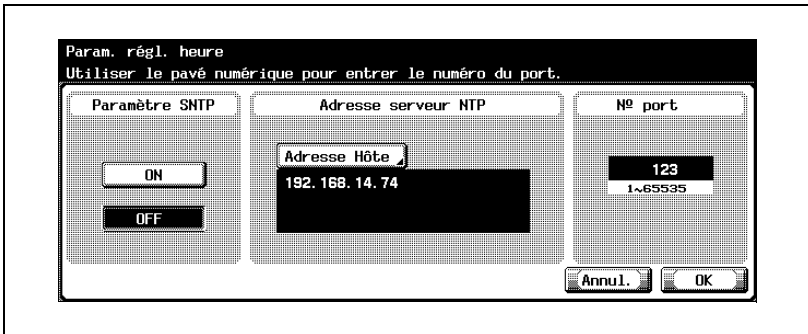 Param. régl. heure
Utiliser le pavé numérique pour entrer le numéro du port.
Paramètre SNTP
Adresse serveur NTP
Nº port
Adresse Hôte
ON
192.168.14.74
123
1~65535
OFF
Annul.
OK